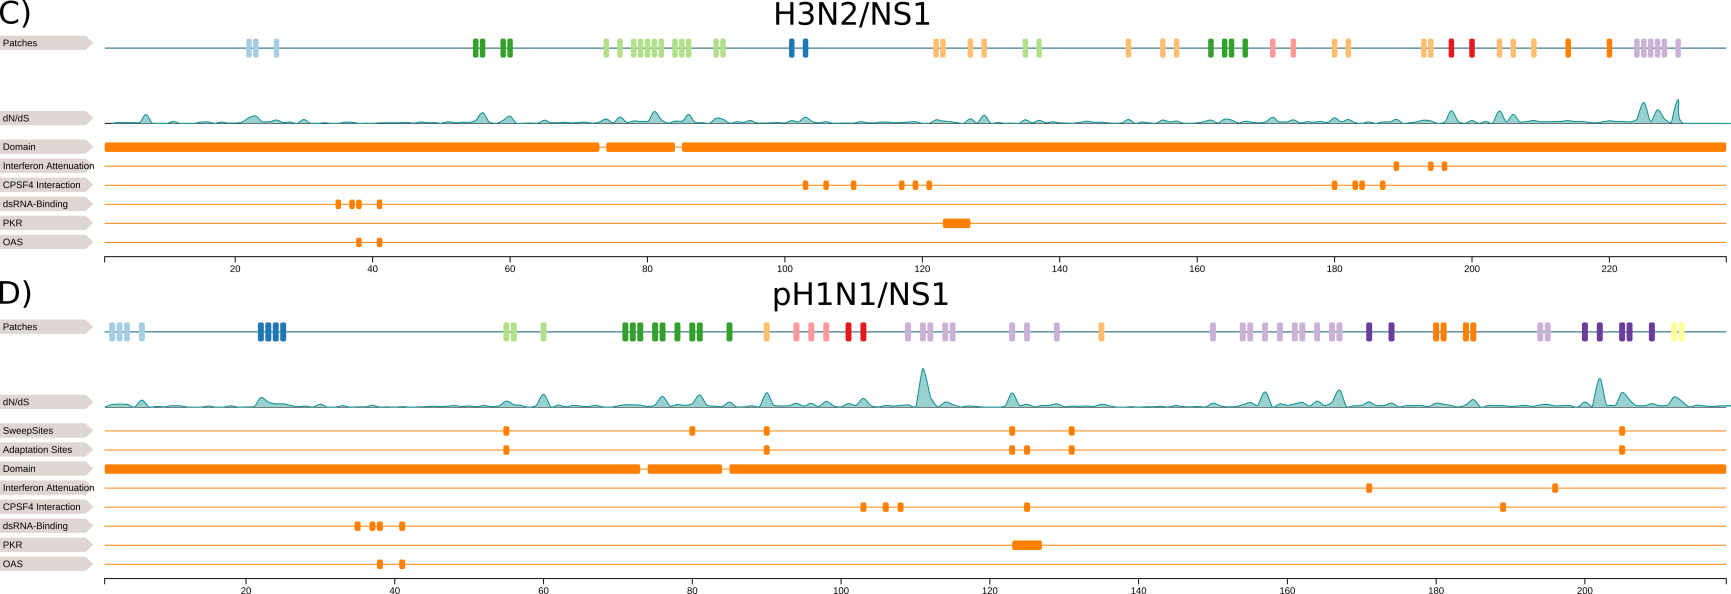 C)
H3N2/NS1
Patches
dN/dS
Domain
Interferon Attenuation
CPSF4 Interaction
dsRNA-Binding
PKR
OAS
20 40 60 80 100 120 140 160 180 200 220
D)
pH1N1/NS1
Patches
dN/dS
SweepSites
Adaptation Sites
Domain
Interferon Attenuation
CPSF4 Interaction
dsRNA-Binding
PKR
OAS
20 40 60 80 100 120 140 160 180 200